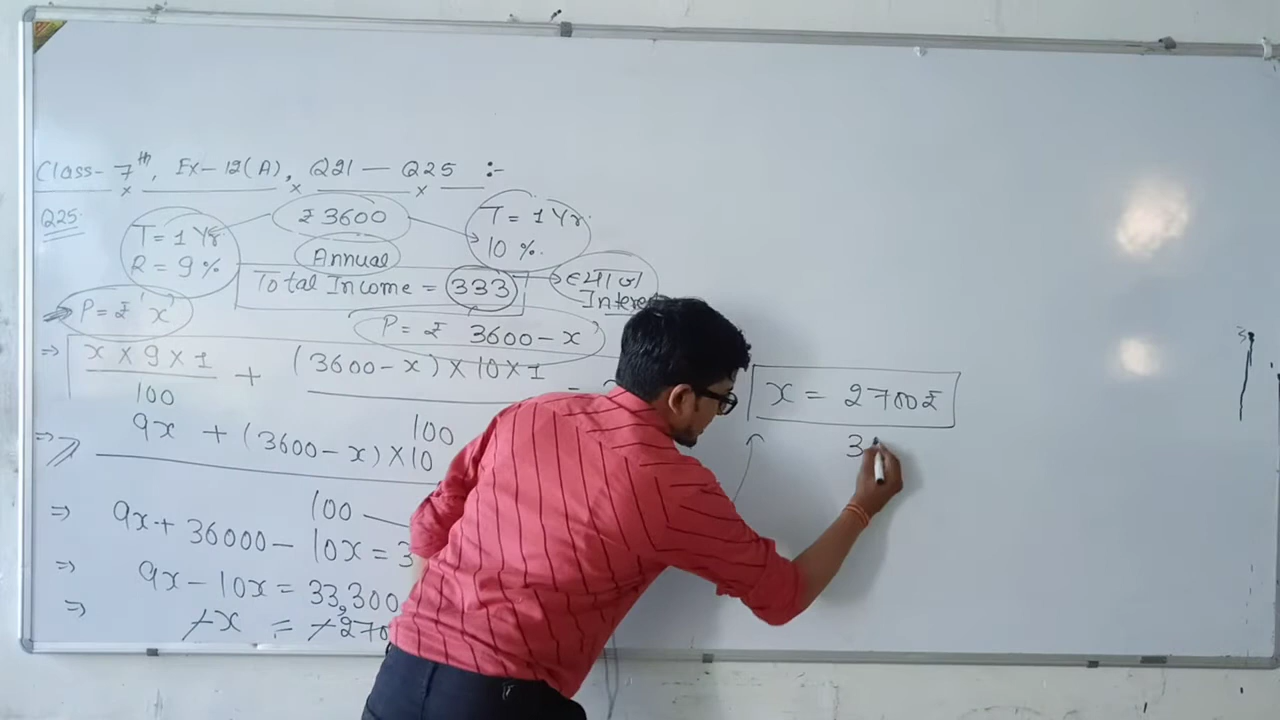 Class- 7th, Ex-12(A), Q21 — Q25 :-
Q25.
T = 1 Yr
R = 9 %
₹ 3600
T = 1 Yr.
10 %.
Annual
Total Income = 333
ब्याज
Interes
P = ₹ 'x'
P = ₹ 3600 - x
⇒ x × 9 × 1 / 100 + (3600 - x) × 10 × 1 / 100 =
⇒ 9x + (3600 - x) × 10
100
⇒ 9x + 36000 - 10x = 3
⇒ 9x - 10x = 33,300
⇒ -x = -270
x = 2700 ₹
3